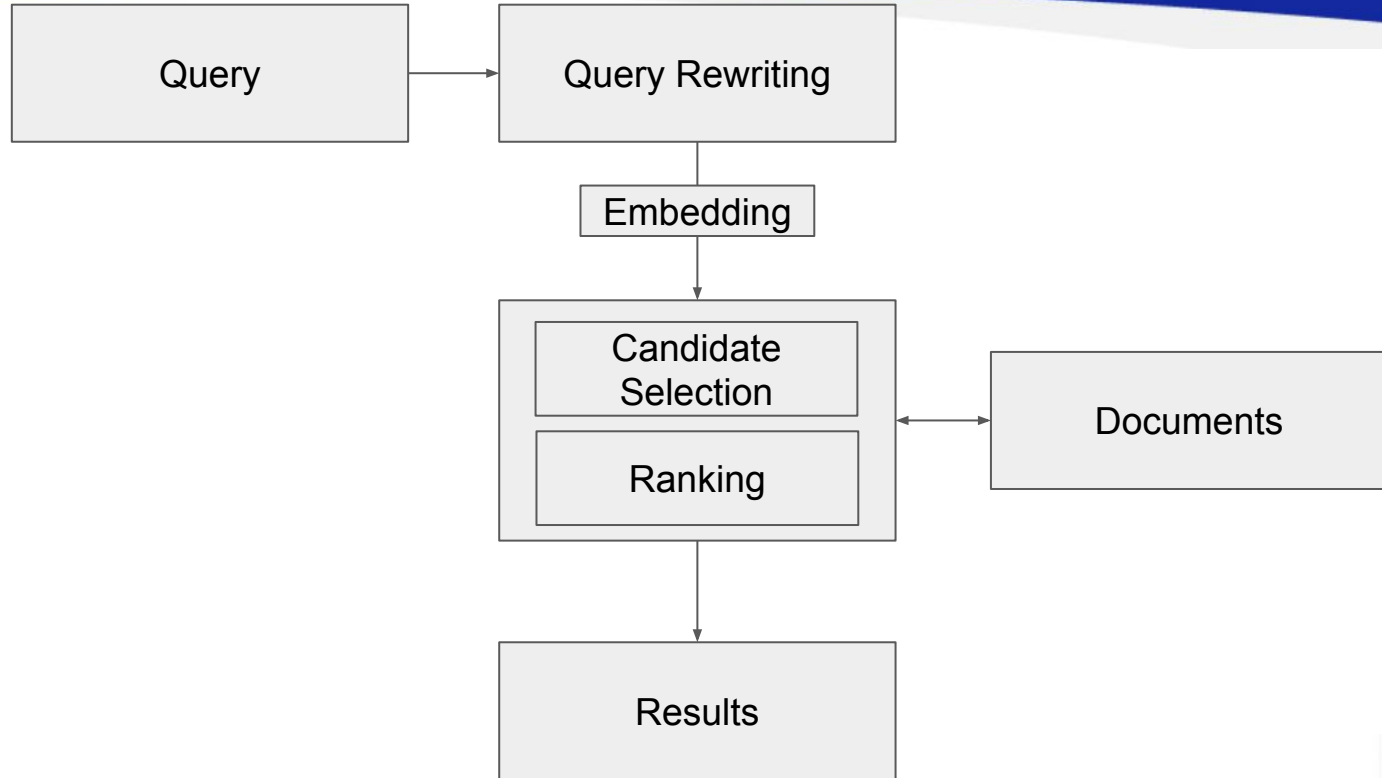 Query
Query Rewriting
Embedding
Candidate
Selection
Ranking
Documents
Results